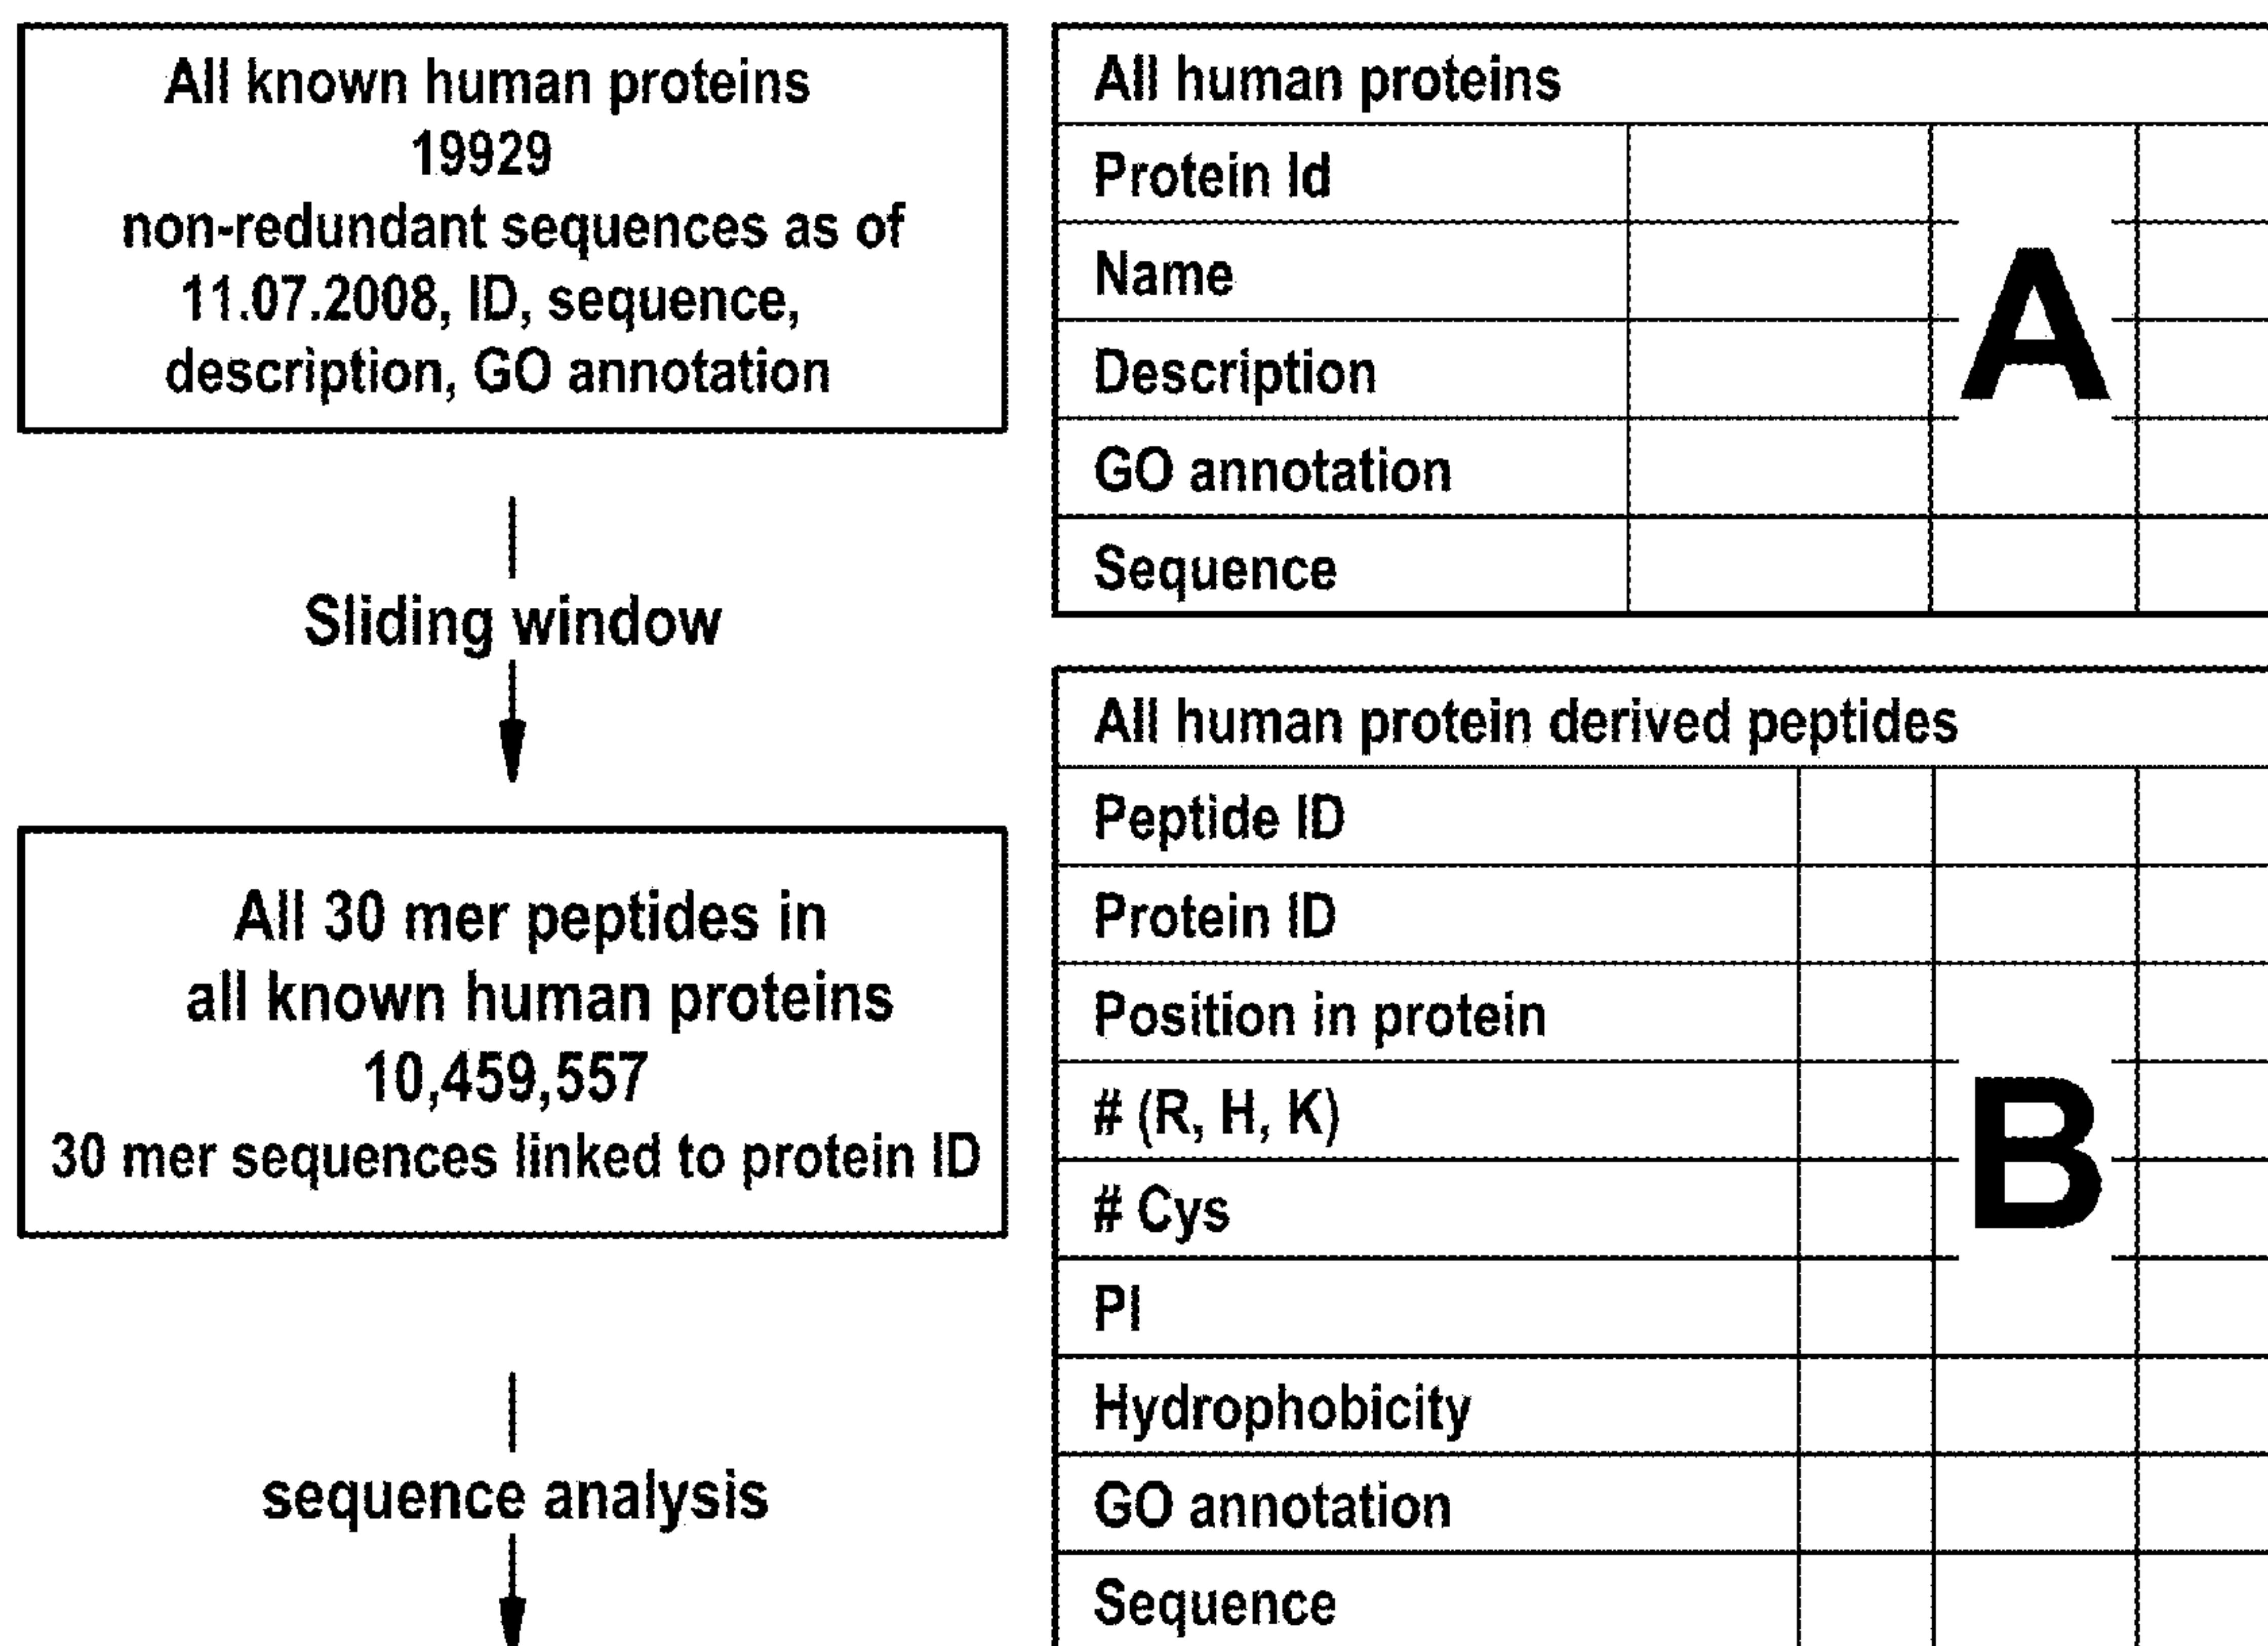 All known human proteins
19929
non-redundant sequences as of
11.07.2008, ID, sequence,
description, GO annotation
Sliding window
All 30 mer peptides in
all known human proteins
10,459,557
30 mer sequences linked to protein ID
sequence analysis
All human proteins
Protein Id
Name
Description
GO annotation
Sequence
A
All human protein derived peptides
Peptide ID
Protein ID
Position in protein
# (R, H, K)
# Cys
PI
Hydrophobicity
GO annotation
Sequence
B